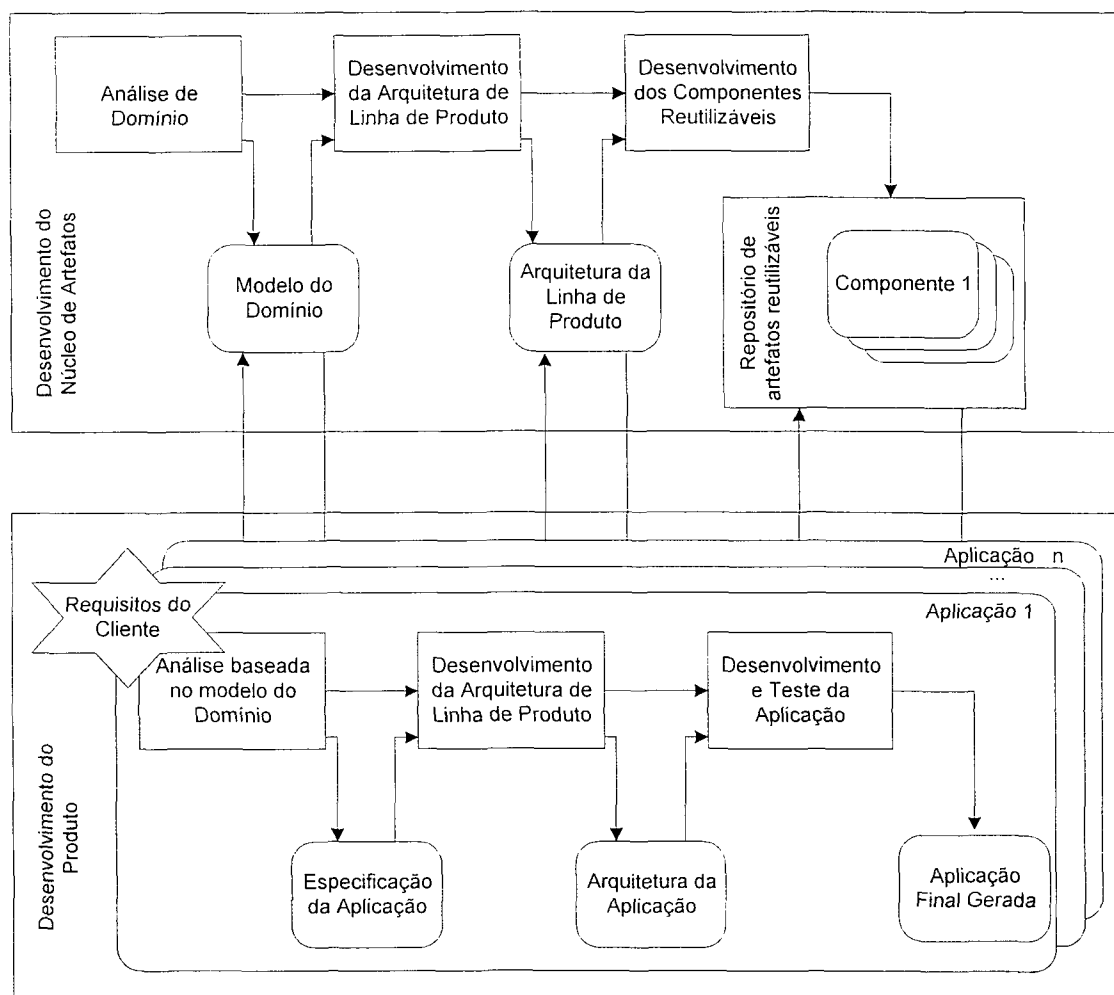 Análise de
Domínio
Desenvolvimento
da Arquitetura de
Linha de Produto
Desenvolvimento
dos Componentes
Reutilizáveis
Desenvolvimento do
Núcleo de Artefatos
Modelo do
Domínio
Arquitetura da
Linha de
Produto
Repositório de
artefatos reutilizáveis
Componente 1
Aplicação n
...
Aplicação 1
Requisitos do
Cliente
Análise baseada
no modelo do
Domínio
Desenvolvimento
da Arquitetura de
Linha de Produto
Desenvolvimento
e Teste da
Aplicação
Desenvolvimento do
Produto
Especificação
da Aplicação
Arquitetura da
Aplicação
Aplicação
Final Gerada